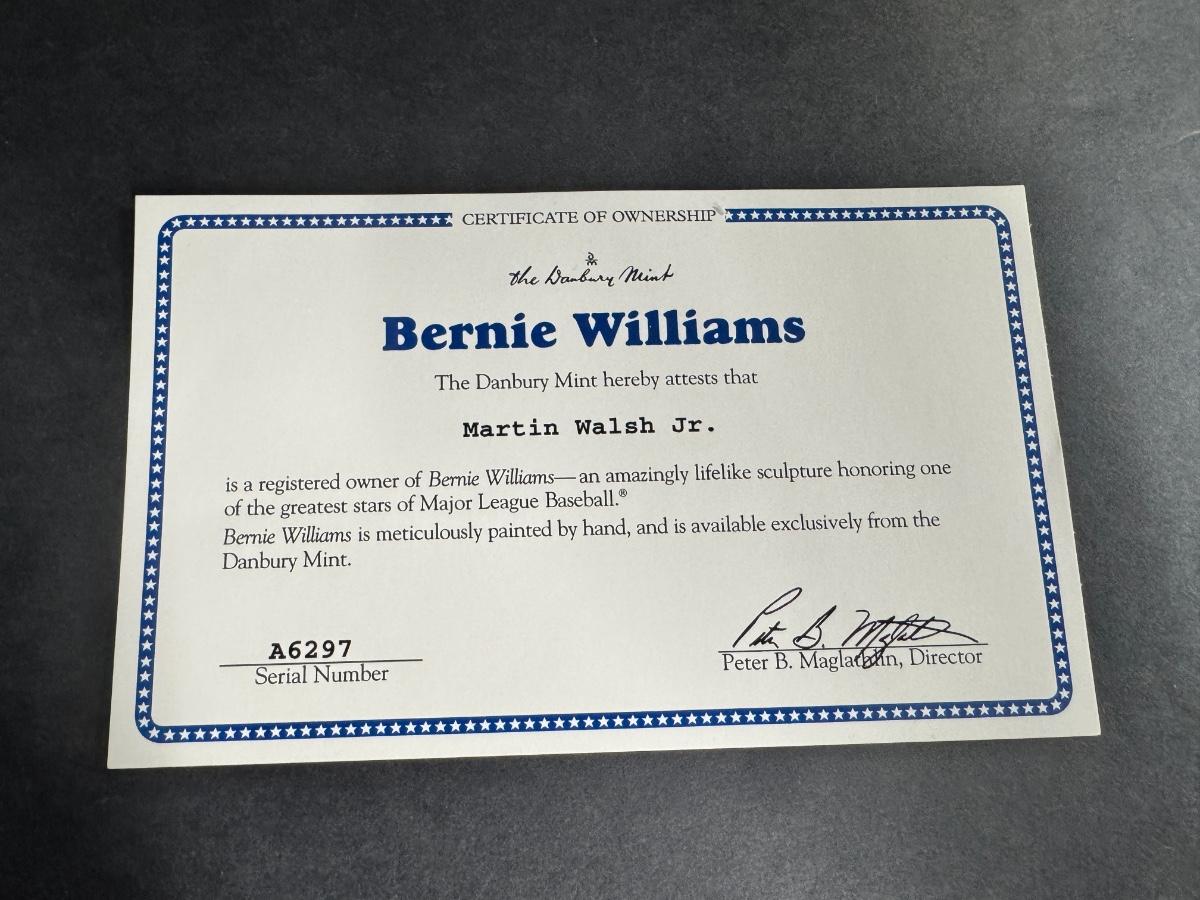 CERTIFICATE OF OWNERSHIP
the Danbury Mint
Bernie Williams
The Danbury Mint hereby attests that
Martin Walsh Jr.
is a registered owner of Bernie Williams—an amazingly lifelike sculpture honoring one
of the greatest stars of Major League Baseball.®
Bernie Williams is meticulously painted by hand, and is available exclusively from the
Danbury Mint.
A6297
Serial Number
Peter B. Maglathlin
Peter B. Maglathlin, Director